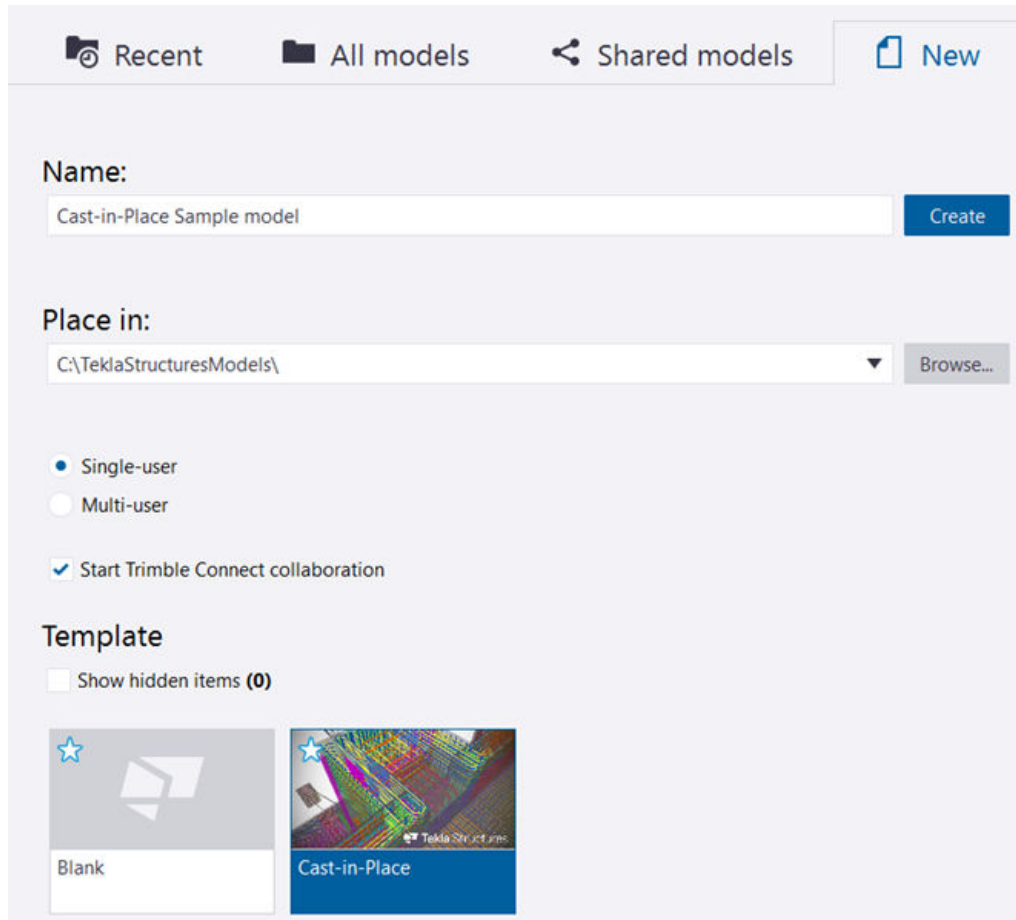 Recent
All models
Shared models
New
Name:
Cast-in-Place Sample model
Create
Place in:
C:\TeklaStructuresModels\
Browse...
Single-user
Multi-user
Start Trimble Connect collaboration
Template
Show hidden items (0)
Tekla Structures
Blank
Cast-in-Place